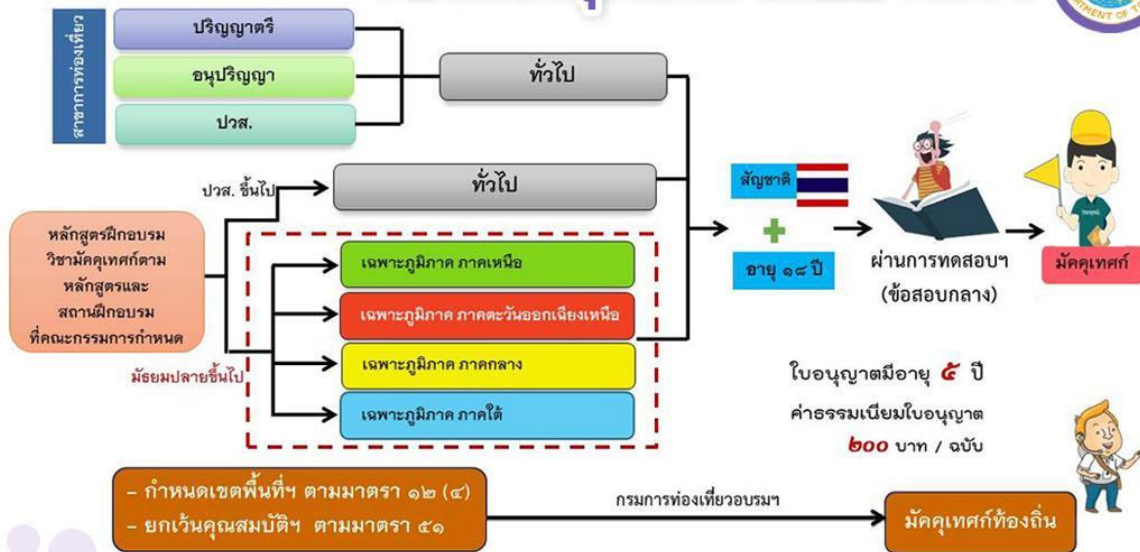 สาขาการท่องเที่ยว
ปริญญาตรี
อนุปริญญา
ปวส.
ทั่วไป
ปวส. ขึ้นไป
ทั่วไป
หลักสูตรฝึกอบรม
วิชามัคคุเทศก์ตาม
หลักสูตรและ
สถานฝึกอบรม
ที่คณะกรรมการกำหนด
มัธยมปลายขึ้นไป
เฉพาะภูมิภาค ภาคเหนือ
เฉพาะภูมิภาค ภาคตะวันออกเฉียงเหนือ
เฉพาะภูมิภาค ภาคกลาง
เฉพาะภูมิภาค ภาคใต้
สัญชาติ
+
อายุ ๑๘ ปี
ผ่านการทดสอบฯ
(ข้อสอบกลาง)
มัคคุเทศก์
ใบอนุญาตมีอายุ ๕ ปี
ค่าธรรมเนียมใบอนุญาต
๒๐๐ บาท / ฉบับ
– กำหนดเขตพื้นที่ฯ ตามมาตรา ๑๒ (๔)
– ยกเว้นคุณสมบัติฯ ตามมาตรา ๕๑
กรมการท่องเที่ยวอบรมฯ
มัคคุเทศก์ท้องถิ่น